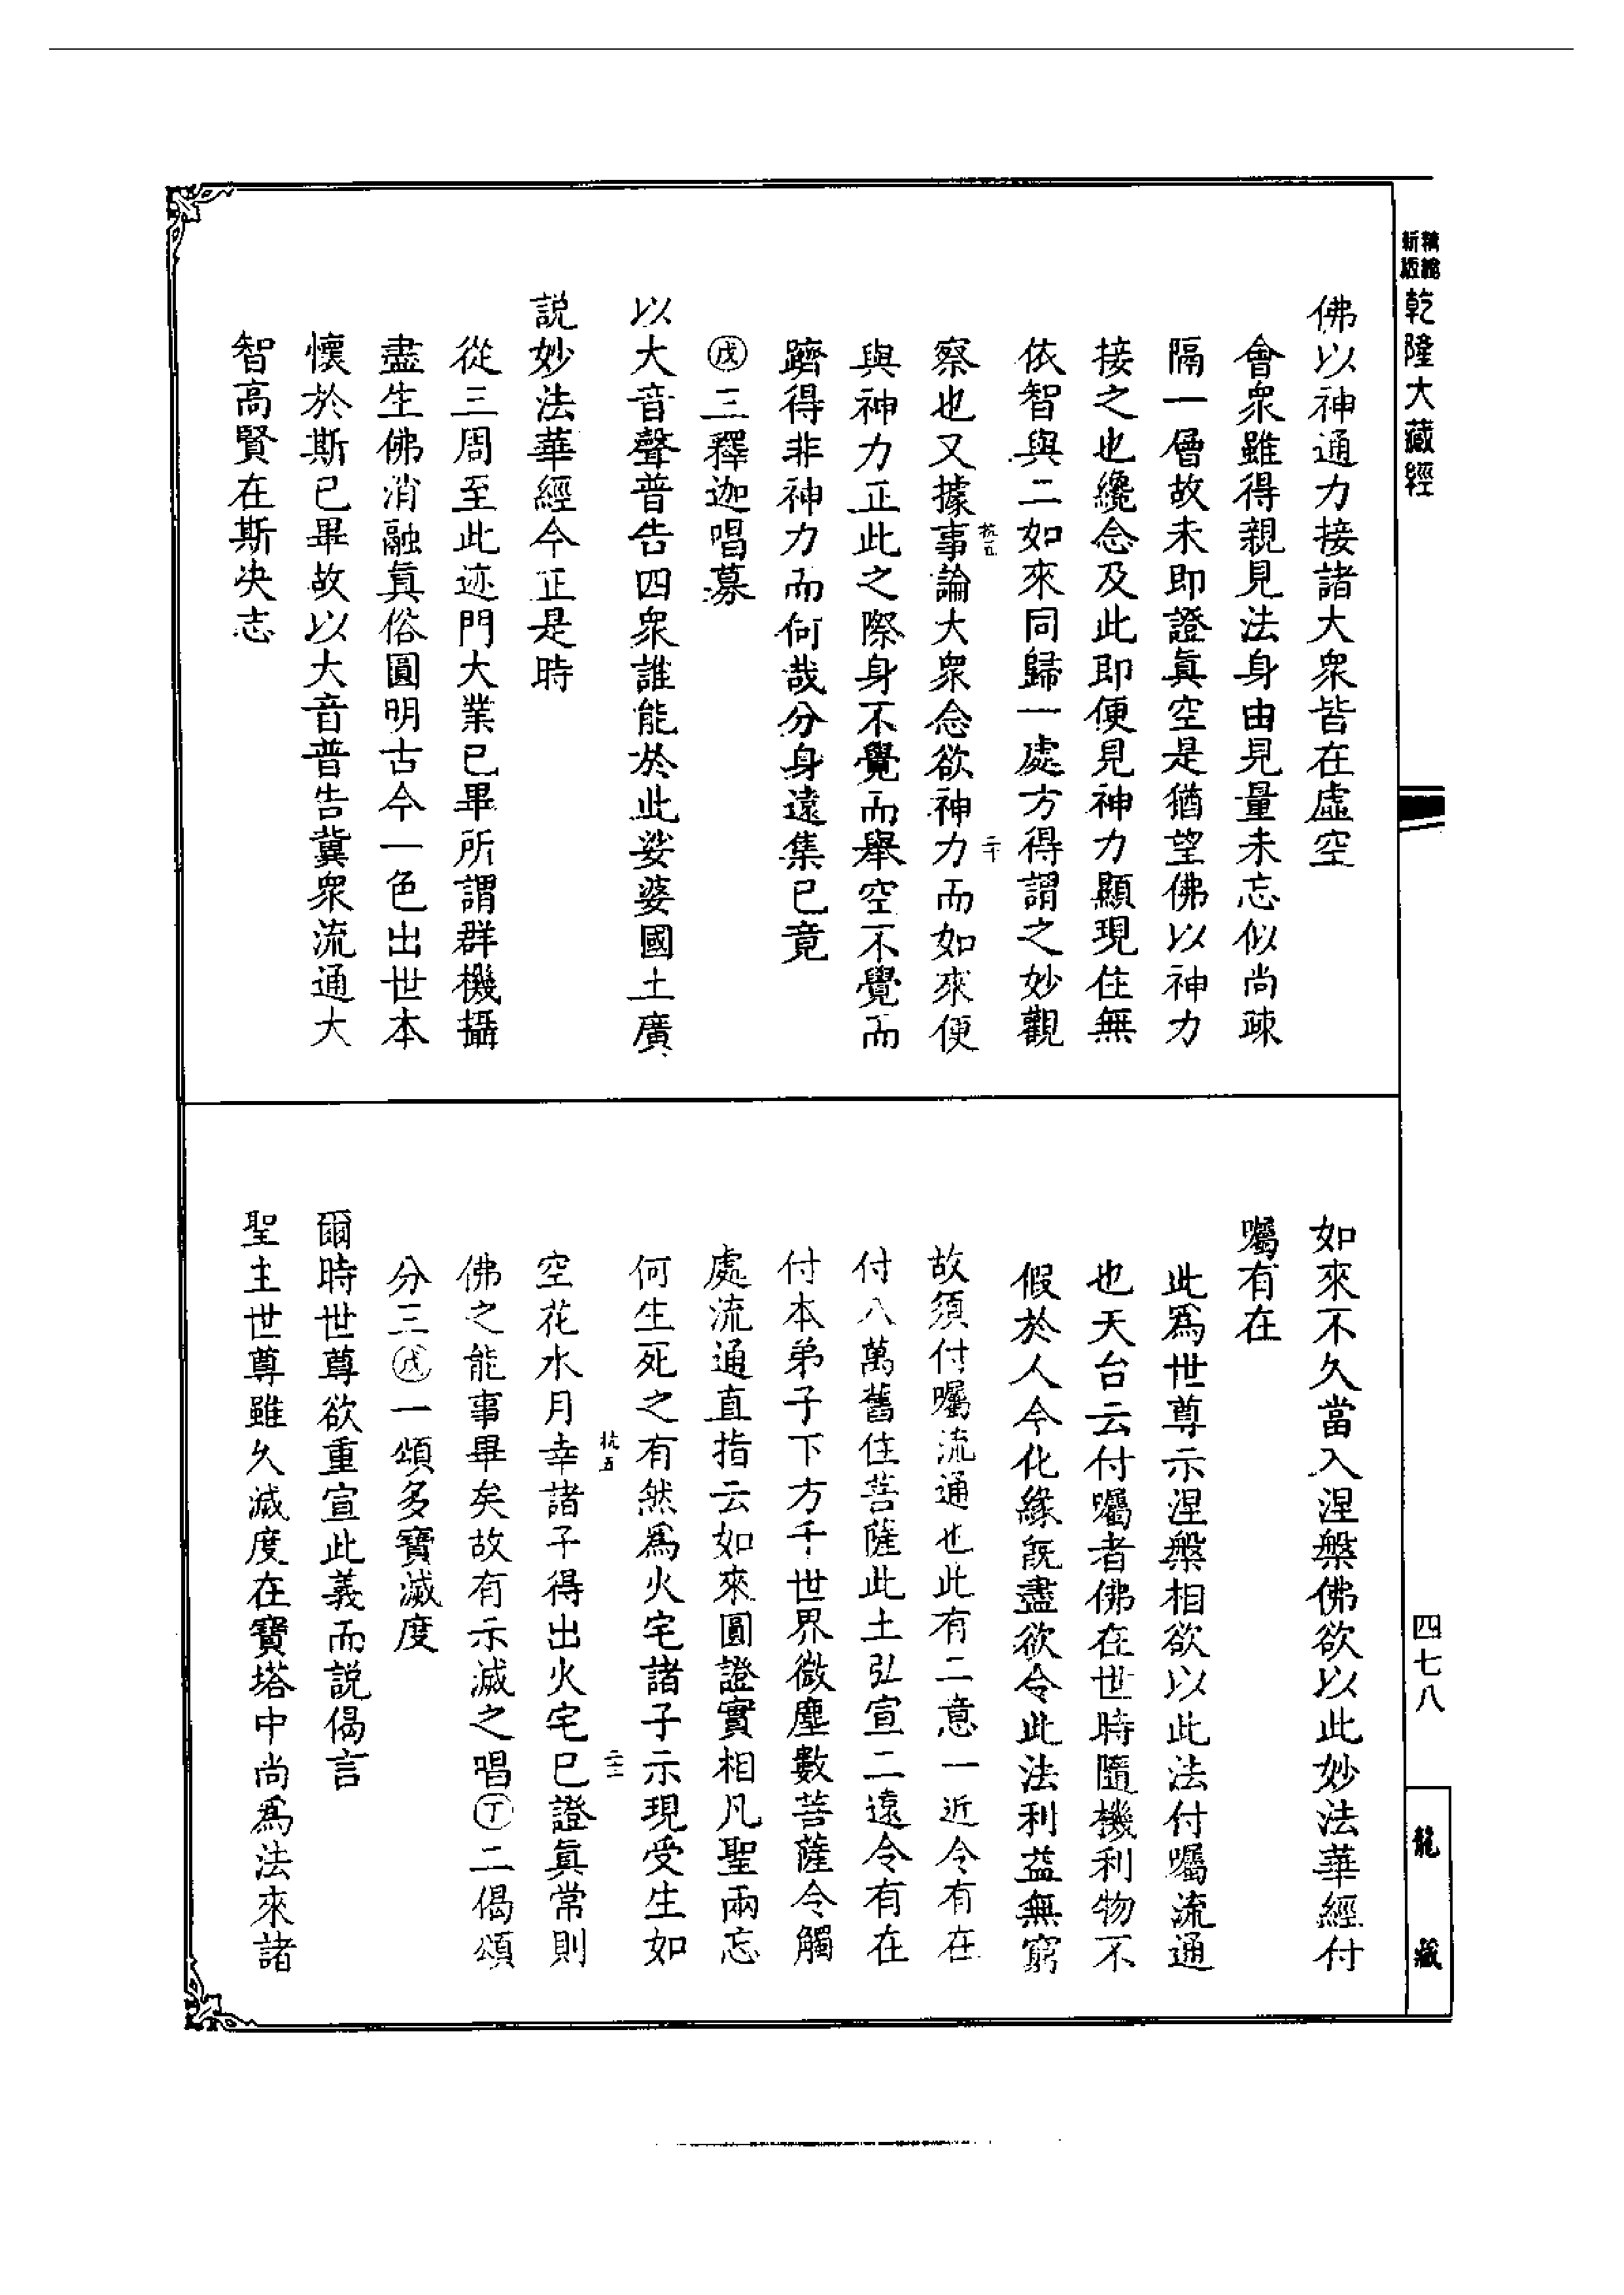 精縮
新版
乾隆大藏經
佛以神通力接諸大衆皆在虛空
會衆雖得親見法身由見量未忘似尚疎
隔一層故未即證眞空是猶望佛以神力
接之也纔念及此即便見神力顯現住無
依智與二如來同歸一處方得謂之妙觀
察也又據事論大衆念欲神力而如來便
與神力正此之際身不覺而舉空不覺而
躋得非神力而何哉分身遠集已竟
㊅三釋迦唱募
以大音聲普告四衆誰能於此娑婆國土廣
説妙法華經今正是時
從三周至此迹門大業已畢所謂群機攝
盡生佛消融眞俗圓明古今一色出世本
懷於斯已畢故以大音普告冀衆流通大
智高賢在斯决志
如來不久當入涅槃佛欲以此妙法華經付
囑有在
此爲世尊示涅槃相欲以此法付囑流通
也天台云付囑者佛在世時隨機利物不
假於人今化緣既盡欲令此法利益無窮
故須付囑流通也此有二意一近令有在
付八萬舊住菩薩此土弘宣二遠令有在
付本弟子下方千世界微塵數菩薩令觸
處流通直指云如來圓證實相凡聖兩忘
何生死之有然爲火宅諸子示現受生如
空花水月幸諸子得出火宅已證眞常則
佛之能事畢矣故有示滅之唱丁二偈頌
分三戊一頌多寶滅度
爾時世尊欲重宣此義而説偈言
聖主世尊雖久滅度在寶塔中尚爲法來諸
四七八
龍藏